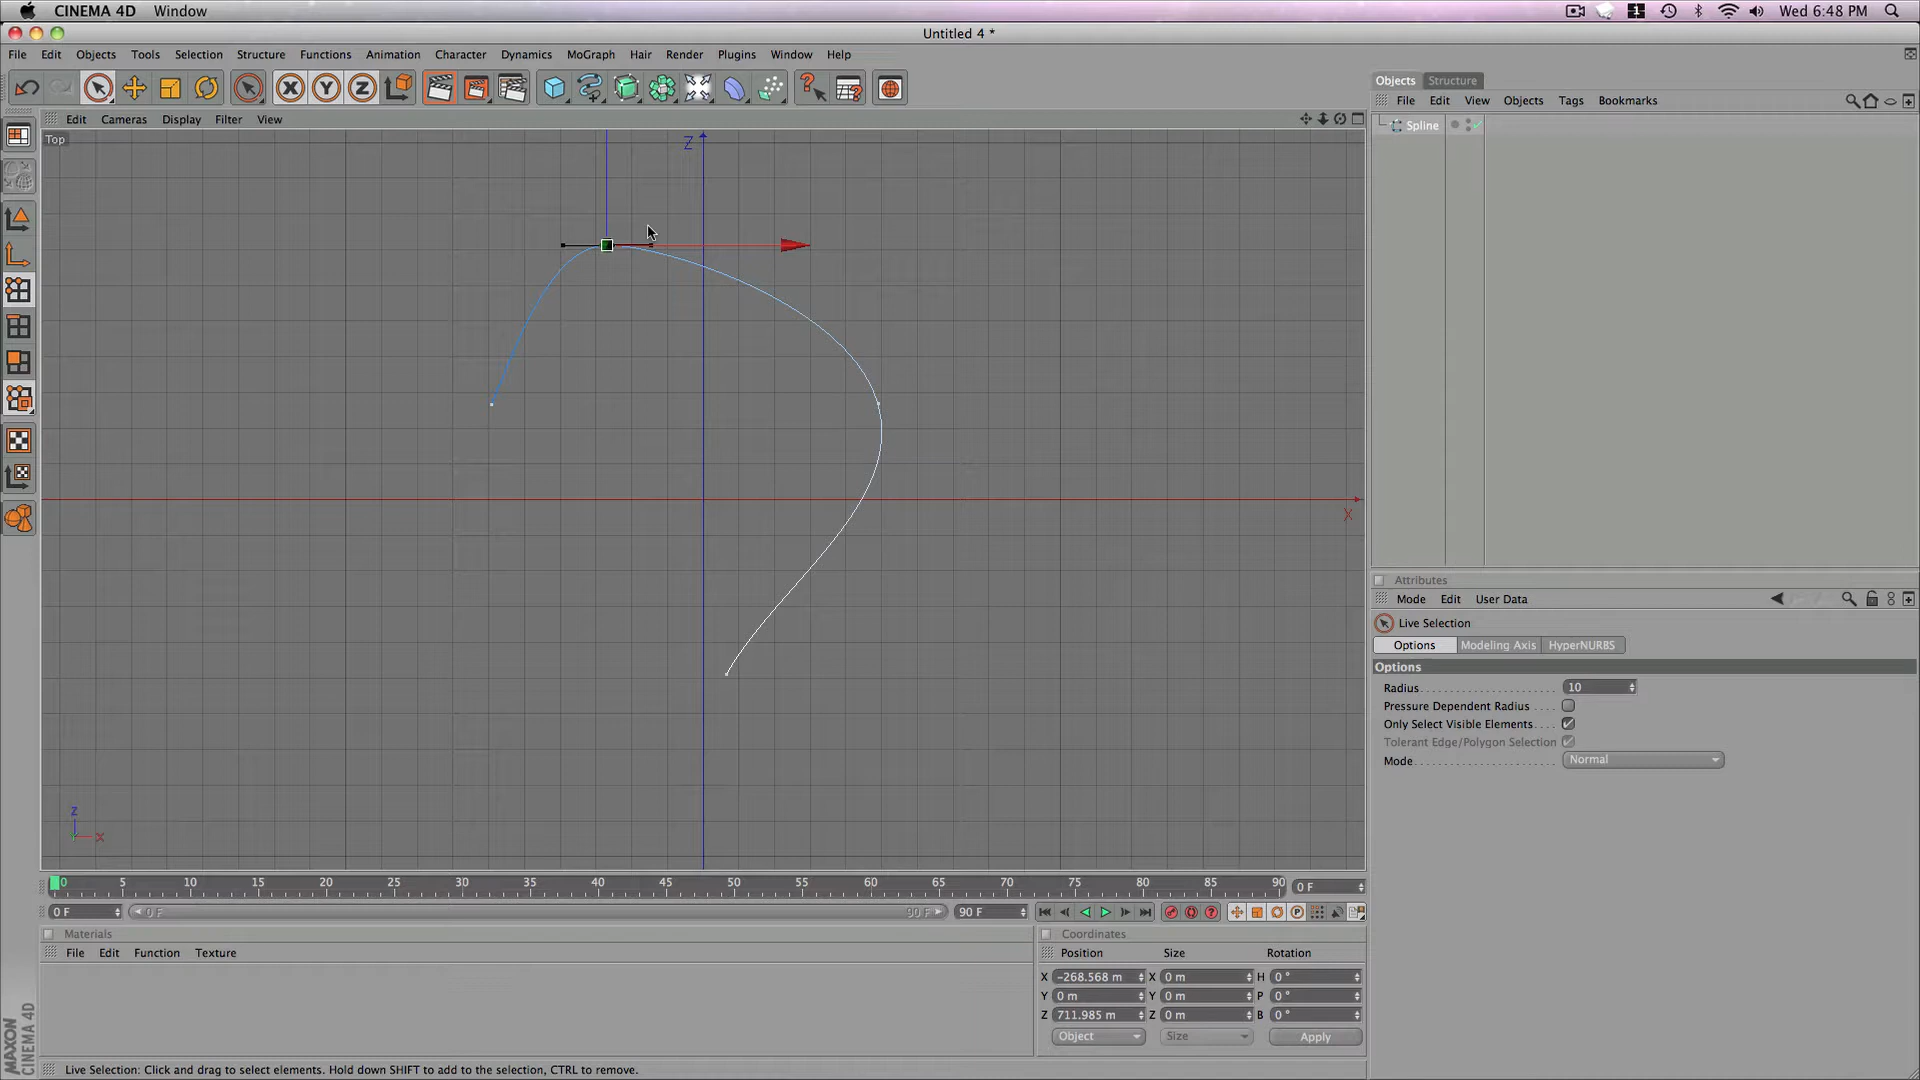 CINEMA 4D Window 1 Wed 6:48 PM
Untitled 4 *
File Edit Objects Tools Selection Structure Functions Animation Character Dynamics MoGraph Hair Render Plugins Window Help
X Y Z
Objects Structure
File Edit View Objects Tags Bookmarks
Edit Cameras Display Filter View
Spline
Top
Z
X
Z
X
Attributes
Mode Edit User Data
Live Selection
Options Modeling Axis HyperNURBS
Options
Radius 10
Pressure Dependent Radius
Only Select Visible Elements
Tolerant Edge/Polygon Selection
Mode Normal
0 5 10 15 20 25 30 35 40 45 50 55 60 65 70 75 80 85 90 0 F
0 F 0 F 90 F 90 F
Materials
File Edit Function Texture
Coordinates
Position Size Rotation
X -268.568 m X 0 m H 0 °
Y 0 m Y 0 m P 0 °
Z 711.985 m Z 0 m B 0 °
Object Size Apply
MAXON
CINEMA 4D
Live Selection: Click and drag to select elements. Hold down SHIFT to add to the selection, CTRL to remove.